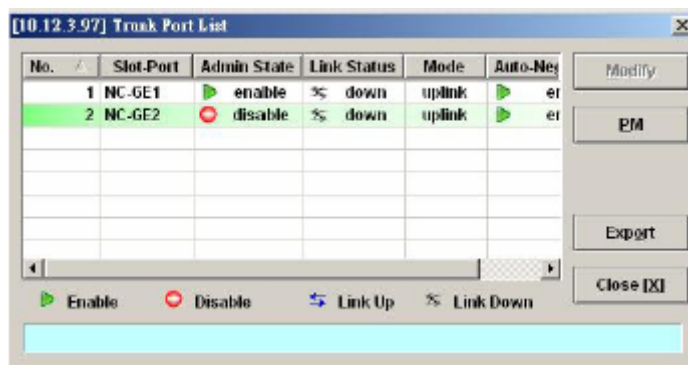 [10.12.3.97] Trunk Port List
No. Slot-Port Admin State Link Status Mode Auto-Neg
1 NC-GE1 enable down uplink er
2 NC-GE2 disable down uplink er
Modify
PM
Export
Close [X]
Enable Disable Link Up Link Down